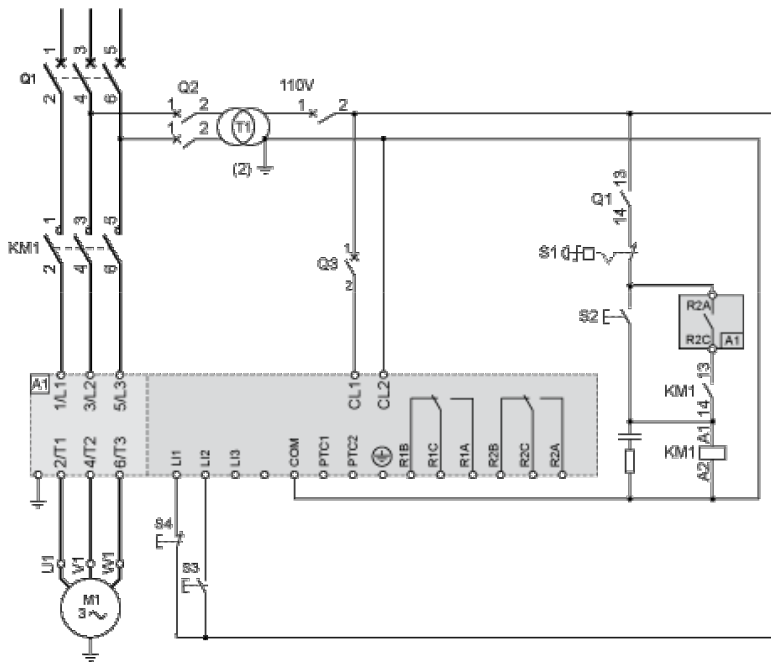 1 3 5
Q1
2 4 6
Q2
1 2
1 2
T1
(2)
110V
1 2
1 3 5
KM1
2 4 6
1
Q3
2
13
Q1
14
S1
S2
R2A
R2C
A1
13
KM1
14
A1
KM1
A2
A1
1/L1 3/L2 5/L3
CL1 CL2
2/T1 4/T2 6/T3
LI1 LI2 LI3 COM PTC1 PTC2 R1B R1C R1A R2B R2C R2A
S4
S3
U1 V1 W1
M1
3